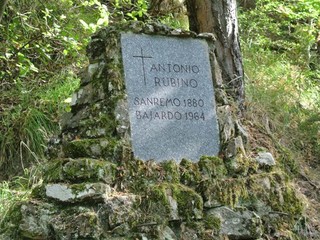 ANTONIO
RUBINO
SANREMO 1880
BAJARDO 1964